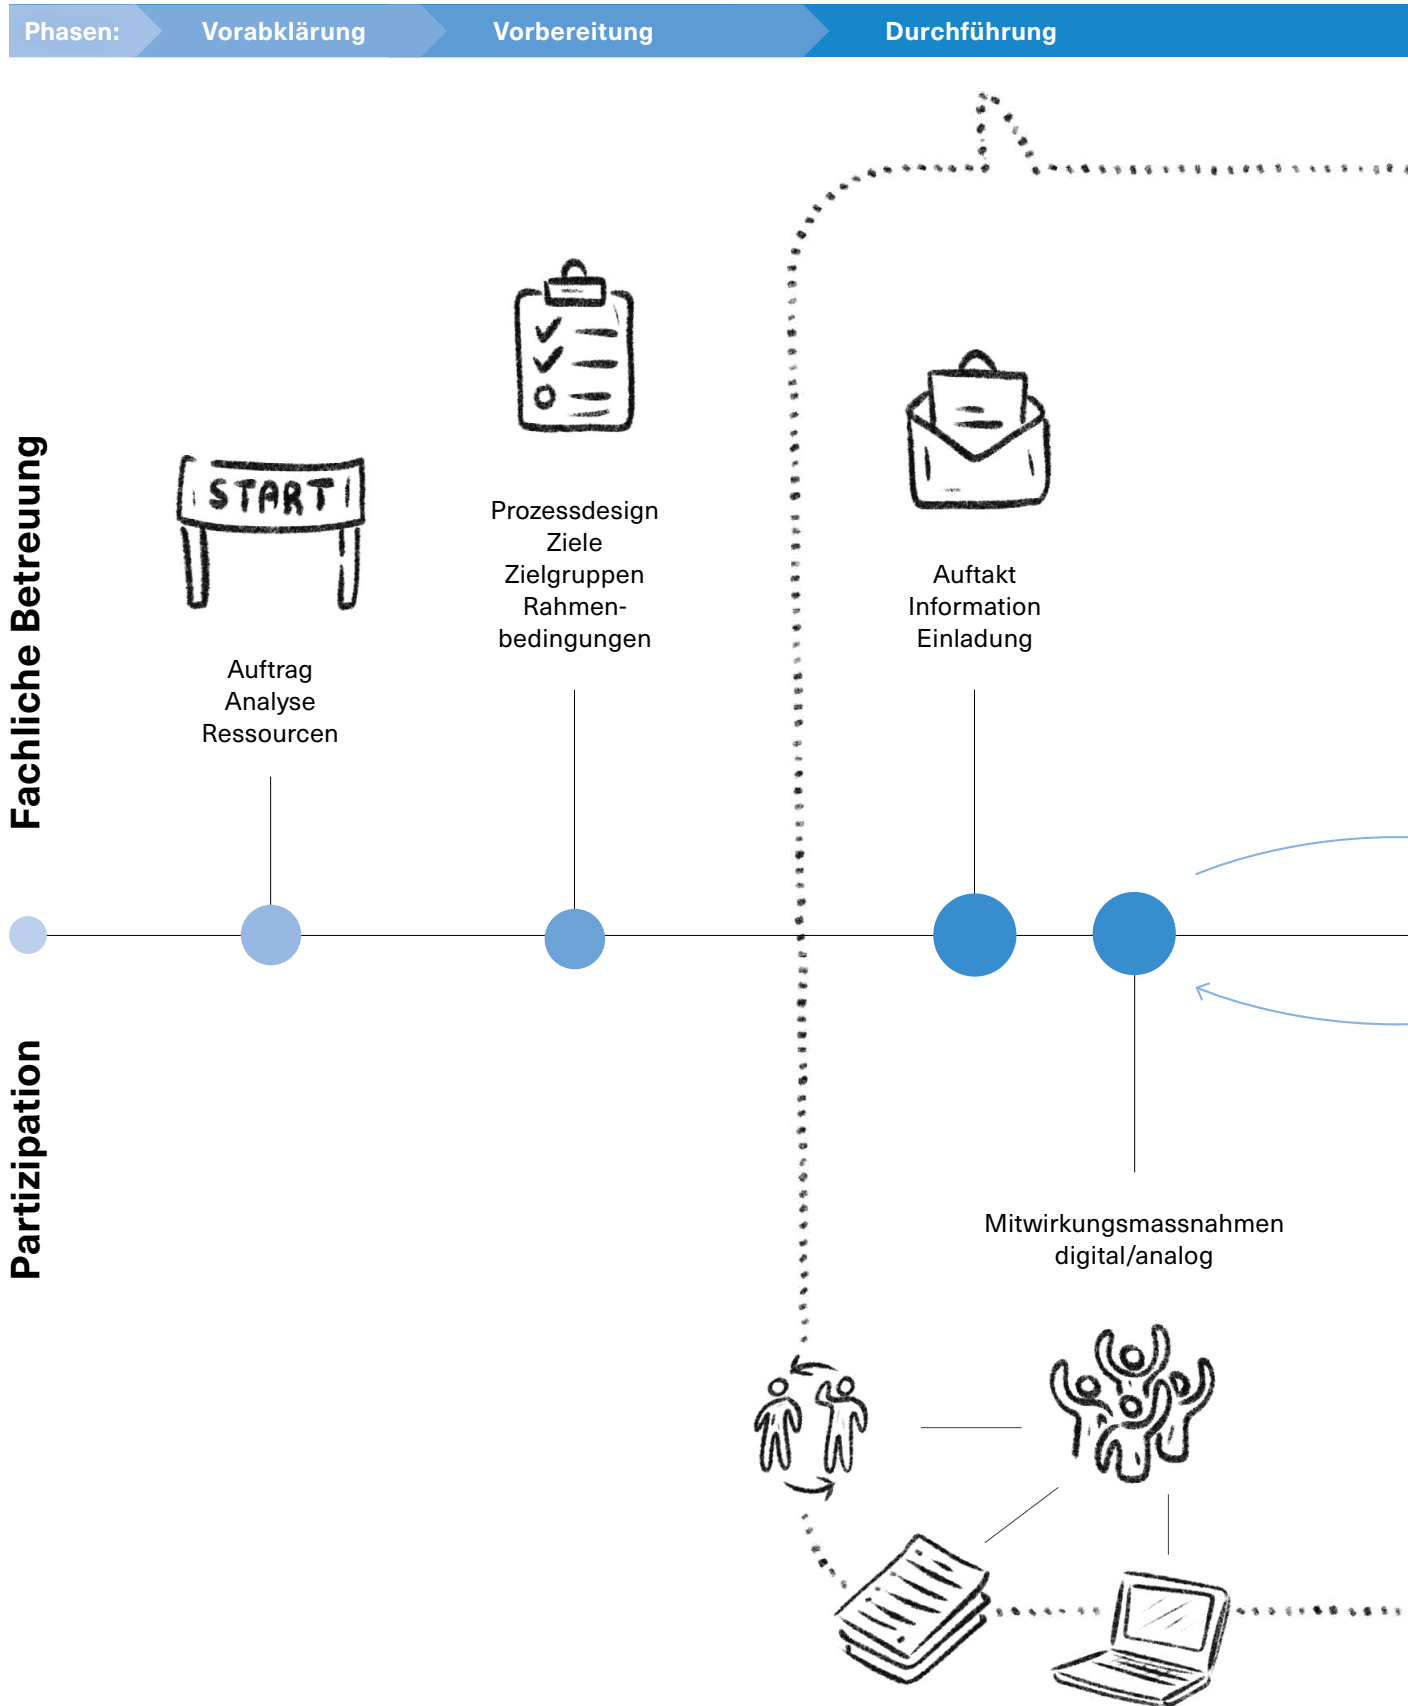 Phasen:
Vorabklärung
Vorbereitung
Durchführung
Fachliche Betreuung
START
Auftrag
Analyse
Ressourcen
Prozessdesign
Ziele
Zielgruppen
Rahmen-
bedingungen
Auftakt
Information
Einladung
Partizipation
Mitwirkungsmassnahmen
digital/analog